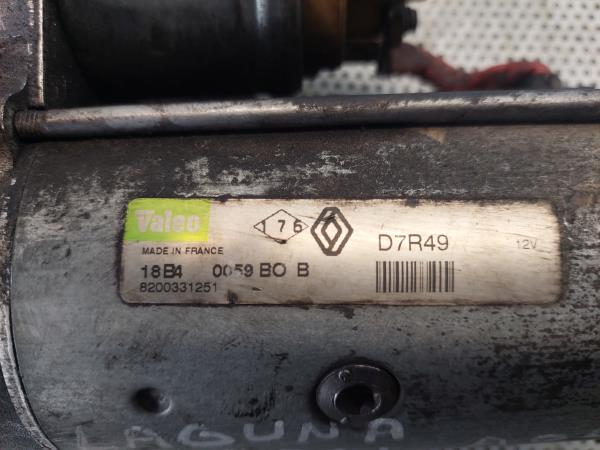 Valeo 176 D7R49 12V
MADE IN FRANCE
18B4 0059 BO B
8200331251
LAGUNA